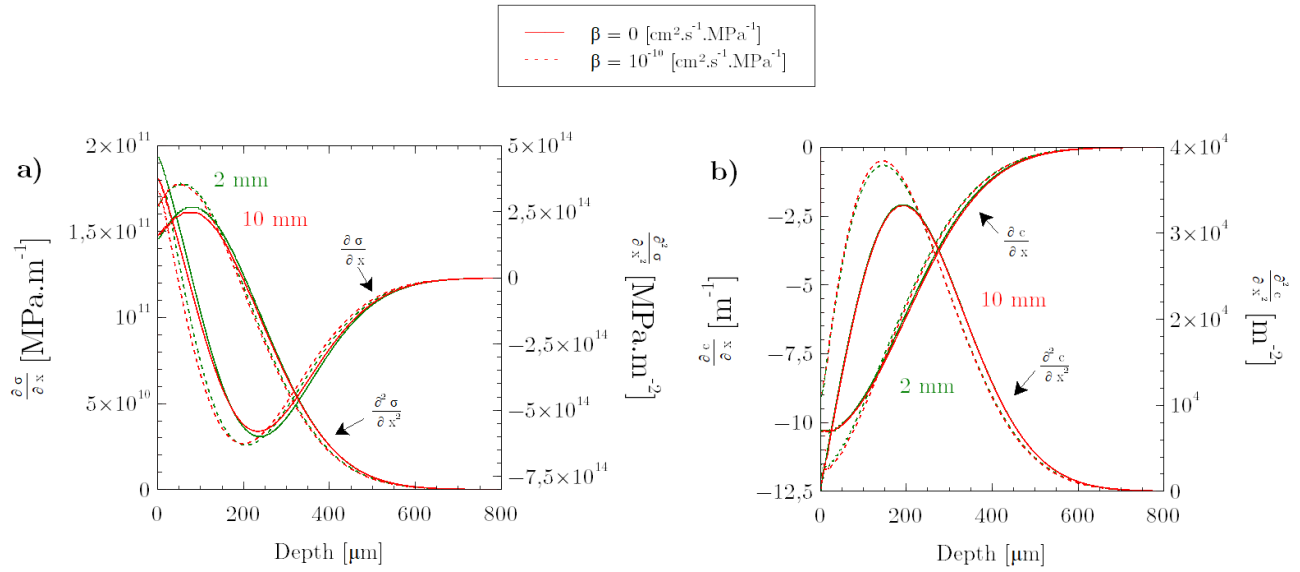 β = 0 [cm².s⁻¹.MPa⁻¹]
β = 10⁻¹⁰ [cm².s⁻¹.MPa⁻¹]
a)
∂σ/∂x [MPa.m⁻¹]
2×10¹¹
1,5×10¹¹
10¹¹
5×10¹⁰
0
5×10¹⁴
2,5×10¹⁴
0
−2,5×10¹⁴
−5×10¹⁴
−7,5×10¹⁴
∂²σ/∂x² [MPa.m⁻²]
2 mm
10 mm
∂σ/∂x
∂²σ/∂x²
0 200 400 600 800
Depth [μm]
b)
∂c/∂x [m⁻¹]
0
−2,5
−5
−7,5
−10
−12,5
4×10⁴
3×10⁴
2×10⁴
10⁴
0
∂²c/∂x² [m⁻²]
∂c/∂x
10 mm
2 mm
∂²c/∂x²
0 200 400 600 800
Depth [μm]